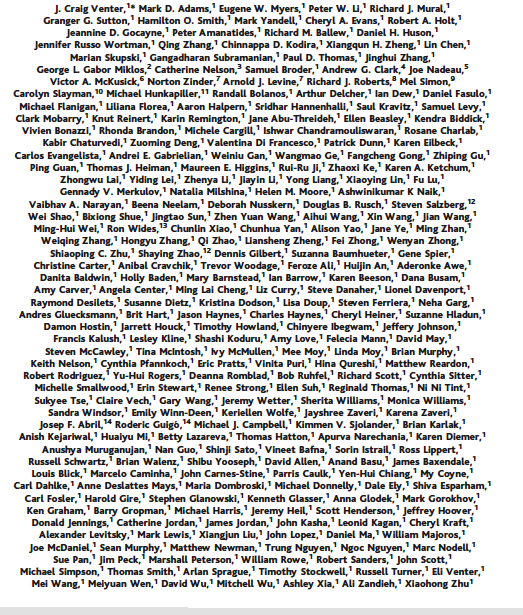 J. Craig Venter,¹* Mark D. Adams,¹ Eugene W. Myers,¹ Peter W. Li,¹ Richard J. Mural,¹
Granger G. Sutton,¹ Hamilton O. Smith,¹ Mark Yandell,¹ Cheryl A. Evans,¹ Robert A. Holt,¹
Jeannine D. Gocayne,¹ Peter Amanatides,¹ Richard M. Ballew,¹ Daniel H. Huson,¹
Jennifer Russo Wortman,¹ Qing Zhang,¹ Chinnappa D. Kodira,¹ Xiangqun H. Zheng,¹ Lin Chen,¹
Marian Skupski,¹ Gangadharan Subramanian,¹ Paul D. Thomas,¹ Jinghui Zhang,¹
George L. Gabor Miklos,² Catherine Nelson,³ Samuel Broder,¹ Andrew G. Clark,⁴ Joe Nadeau,⁵
Victor A. McKusick,⁶ Norton Zinder,⁷ Arnold J. Levine,⁷ Richard J. Roberts,⁸ Mel Simon,⁹
Carolyn Slayman,¹⁰ Michael Hunkapiller,¹¹ Randall Bolanos,¹ Arthur Delcher,¹ Ian Dew,¹ Daniel Fasulo,¹
Michael Flanigan,¹ Liliana Florea,¹ Aaron Halpern,¹ Sridhar Hannenhalli,¹ Saul Kravitz,¹ Samuel Levy,¹
Clark Mobarry,¹ Knut Reinert,¹ Karin Remington,¹ Jane Abu-Threideh,¹ Ellen Beasley,¹ Kendra Biddick,¹
Vivien Bonazzi,¹ Rhonda Brandon,¹ Michele Cargill,¹ Ishwar Chandramouliswaran,¹ Rosane Charlab,¹
Kabir Chaturvedi,¹ Zuoming Deng,¹ Valentina Di Francesco,¹ Patrick Dunn,¹ Karen Eilbeck,¹
Carlos Evangelista,¹ Andrei E. Gabrielian,¹ Weiniu Gan,¹ Wangmao Ge,¹ Fangcheng Gong,¹ Zhiping Gu,¹
Ping Guan,¹ Thomas J. Heiman,¹ Maureen E. Higgins,¹ Rui-Ru Ji,¹ Zhaoxi Ke,¹ Karen A. Ketchum,¹
Zhongwu Lai,¹ Yiding Lei,¹ Zhenya Li,¹ Jiayin Li,¹ Yong Liang,¹ Xiaoying Lin,¹ Fu Lu,¹
Gennady V. Merkulov,¹ Natalia Milshina,¹ Helen M. Moore,¹ Ashwinikumar K Naik,¹
Vaibhav A. Narayan,¹ Beena Neelam,¹ Deborah Nusskern,¹ Douglas B. Rusch,¹ Steven Salzberg,¹²
Wei Shao,¹ Bixiong Shue,¹ Jingtao Sun,¹ Zhen Yuan Wang,¹ Aihui Wang,¹ Xin Wang,¹ Jian Wang,¹
Ming-Hui Wei,¹ Ron Wides,¹³ Chunlin Xiao,¹ Chunhua Yan,¹ Alison Yao,¹ Jane Ye,¹ Ming Zhan,¹
Weiqing Zhang,¹ Hongyu Zhang,¹ Qi Zhao,¹ Liansheng Zheng,¹ Fei Zhong,¹ Wenyan Zhong,¹
Shiaoping C. Zhu,¹ Shaying Zhao,¹² Dennis Gilbert,¹ Suzanna Baumhueter,¹ Gene Spier,¹
Christine Carter,¹ Anibal Cravchik,¹ Trevor Woodage,¹ Feroze Ali,¹ Huijin An,¹ Aderonke Awe,¹
Danita Baldwin,¹ Holly Baden,¹ Mary Barnstead,¹ Ian Barrow,¹ Karen Beeson,¹ Dana Busam,¹
Amy Carver,¹ Angela Center,¹ Ming Lai Cheng,¹ Liz Curry,¹ Steve Danaher,¹ Lionel Davenport,¹
Raymond Desilets,¹ Susanne Dietz,¹ Kristina Dodson,¹ Lisa Doup,¹ Steven Ferriera,¹ Neha Garg,¹
Andres Gluecksmann,¹ Brit Hart,¹ Jason Haynes,¹ Charles Haynes,¹ Cheryl Heiner,¹ Suzanne Hladun,¹
Damon Hostin,¹ Jarrett Houck,¹ Timothy Howland,¹ Chinyere Ibegwam,¹ Jeffery Johnson,¹
Francis Kalush,¹ Lesley Kline,¹ Shashi Koduru,¹ Amy Love,¹ Felecia Mann,¹ David May,¹
Steven McCawley,¹ Tina McIntosh,¹ Ivy McMullen,¹ Mee Moy,¹ Linda Moy,¹ Brian Murphy,¹
Keith Nelson,¹ Cynthia Pfannkoch,¹ Eric Pratts,¹ Vinita Puri,¹ Hina Qureshi,¹ Matthew Reardon,¹
Robert Rodriguez,¹ Yu-Hui Rogers,¹ Deanna Romblad,¹ Bob Ruhfel,¹ Richard Scott,¹ Cynthia Sitter,¹
Michelle Smallwood,¹ Erin Stewart,¹ Renee Strong,¹ Ellen Suh,¹ Reginald Thomas,¹ Ni Ni Tint,¹
Sukyee Tse,¹ Claire Vech,¹ Gary Wang,¹ Jeremy Wetter,¹ Sherita Williams,¹ Monica Williams,¹
Sandra Windsor,¹ Emily Winn-Deen,¹ Keriellen Wolfe,¹ Jayshree Zaveri,¹ Karena Zaveri,¹
Josep F. Abril,¹⁴ Roderic Guigó,¹⁴ Michael J. Campbell,¹ Kimmen V. Sjolander,¹ Brian Karlak,¹
Anish Kejariwal,¹ Huaiyu Mi,¹ Betty Lazareva,¹ Thomas Hatton,¹ Apurva Narechania,¹ Karen Diemer,¹
Anushya Muruganujan,¹ Nan Guo,¹ Shinji Sato,¹ Vineet Bafna,¹ Sorin Istrail,¹ Ross Lippert,¹
Russell Schwartz,¹ Brian Walenz,¹ Shibu Yooseph,¹ David Allen,¹ Anand Basu,¹ James Baxendale,¹
Louis Blick,¹ Marcelo Caminha,¹ John Carnes-Stine,¹ Parris Caulk,¹ Yen-Hui Chiang,¹ My Coyne,¹
Carl Dahlke,¹ Anne Deslattes Mays,¹ Maria Dombroski,¹ Michael Donnelly,¹ Dale Ely,¹ Shiva Esparham,¹
Carl Fosler,¹ Harold Gire,¹ Stephen Glanowski,¹ Kenneth Glasser,¹ Anna Glodek,¹ Mark Gorokhov,¹
Ken Graham,¹ Barry Gropman,¹ Michael Harris,¹ Jeremy Heil,¹ Scott Henderson,¹ Jeffrey Hoover,¹
Donald Jennings,¹ Catherine Jordan,¹ James Jordan,¹ John Kasha,¹ Leonid Kagan,¹ Cheryl Kraft,¹
Alexander Levitsky,¹ Mark Lewis,¹ Xiangjun Liu,¹ John Lopez,¹ Daniel Ma,¹ William Majoros,¹
Joe McDaniel,¹ Sean Murphy,¹ Matthew Newman,¹ Trung Nguyen,¹ Ngoc Nguyen,¹ Marc Nodell,¹
Sue Pan,¹ Jim Peck,¹ Marshall Peterson,¹ William Rowe,¹ Robert Sanders,¹ John Scott,¹
Michael Simpson,¹ Thomas Smith,¹ Arlan Sprague,¹ Timothy Stockwell,¹ Russell Turner,¹ Eli Venter,¹
Mei Wang,¹ Meiyuan Wen,¹ David Wu,¹ Mitchell Wu,¹ Ashley Xia,¹ Ali Zandieh,¹ Xiaohong Zhu¹